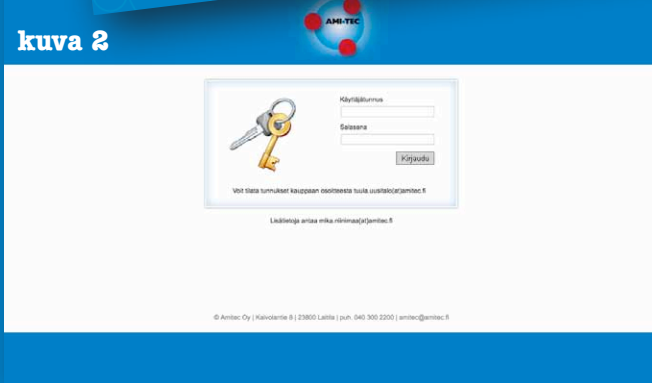 AMI-TEC
kuva 2
Käyttäjätunnus
Salasana
Kirjaudu
Voit tilata tunnukset kauppaan osoitteesta tuula.uusitalo(at)amitec.fi
Lisätietoja antaa mika.niinimaa(at)amitec.fi
© Amitec Oy | Kaivolantie 8 | 23800 Laitila | puh. 040 300 2200 | amitec@amitec.fi